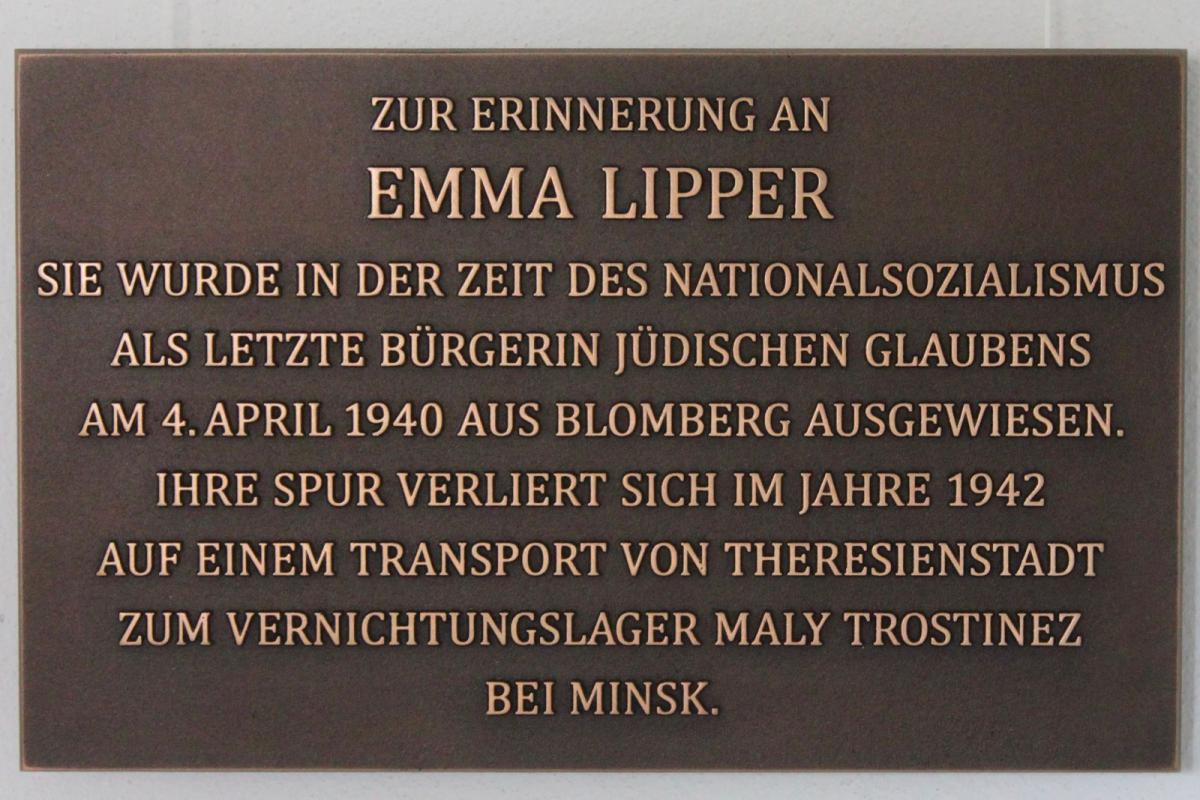 ZUR ERINNERUNG AN
EMMA LIPPER
SIE WURDE IN DER ZEIT DES NATIONALSOZIALISMUS
ALS LETZTE BÜRGERIN JÜDISCHEN GLAUBENS
AM 4. APRIL 1940 AUS BLOMBERG AUSGEWIESEN.
IHRE SPUR VERLIERT SICH IM JAHRE 1942
AUF EINEM TRANSPORT VON THERESIENSTADT
ZUM VERNICHTUNGSLAGER MALY TROSTINEZ
BEI MINSK.